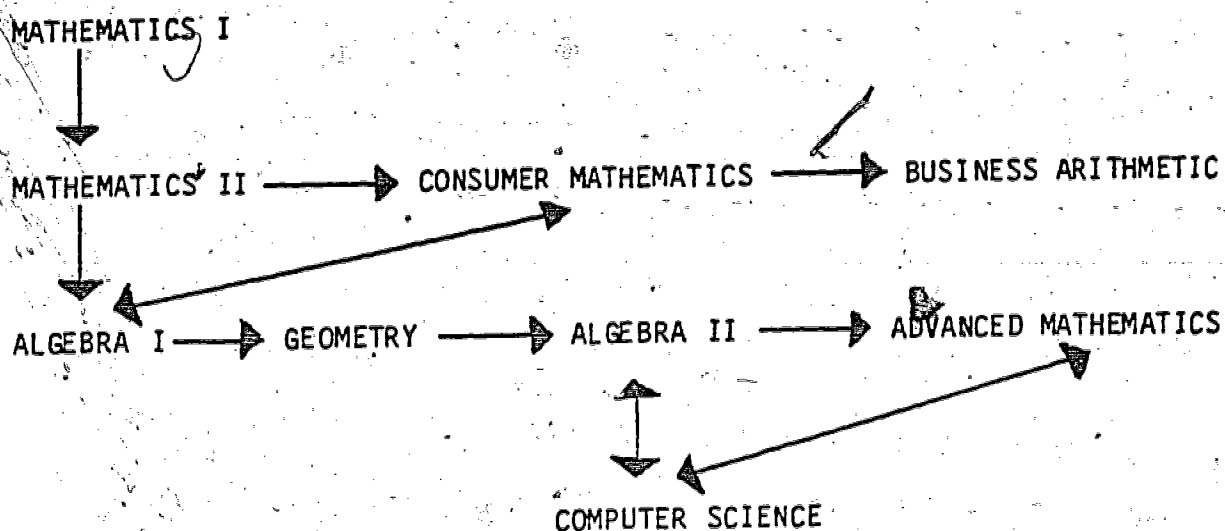 MATHEMATICS I
MATHEMATICS II CONSUMER MATHEMATICS BUSINESS ARITHMETIC
ALGEBRA I GEOMETRY ALGEBRA II ADVANCED MATHEMATICS
COMPUTER SCIENCE